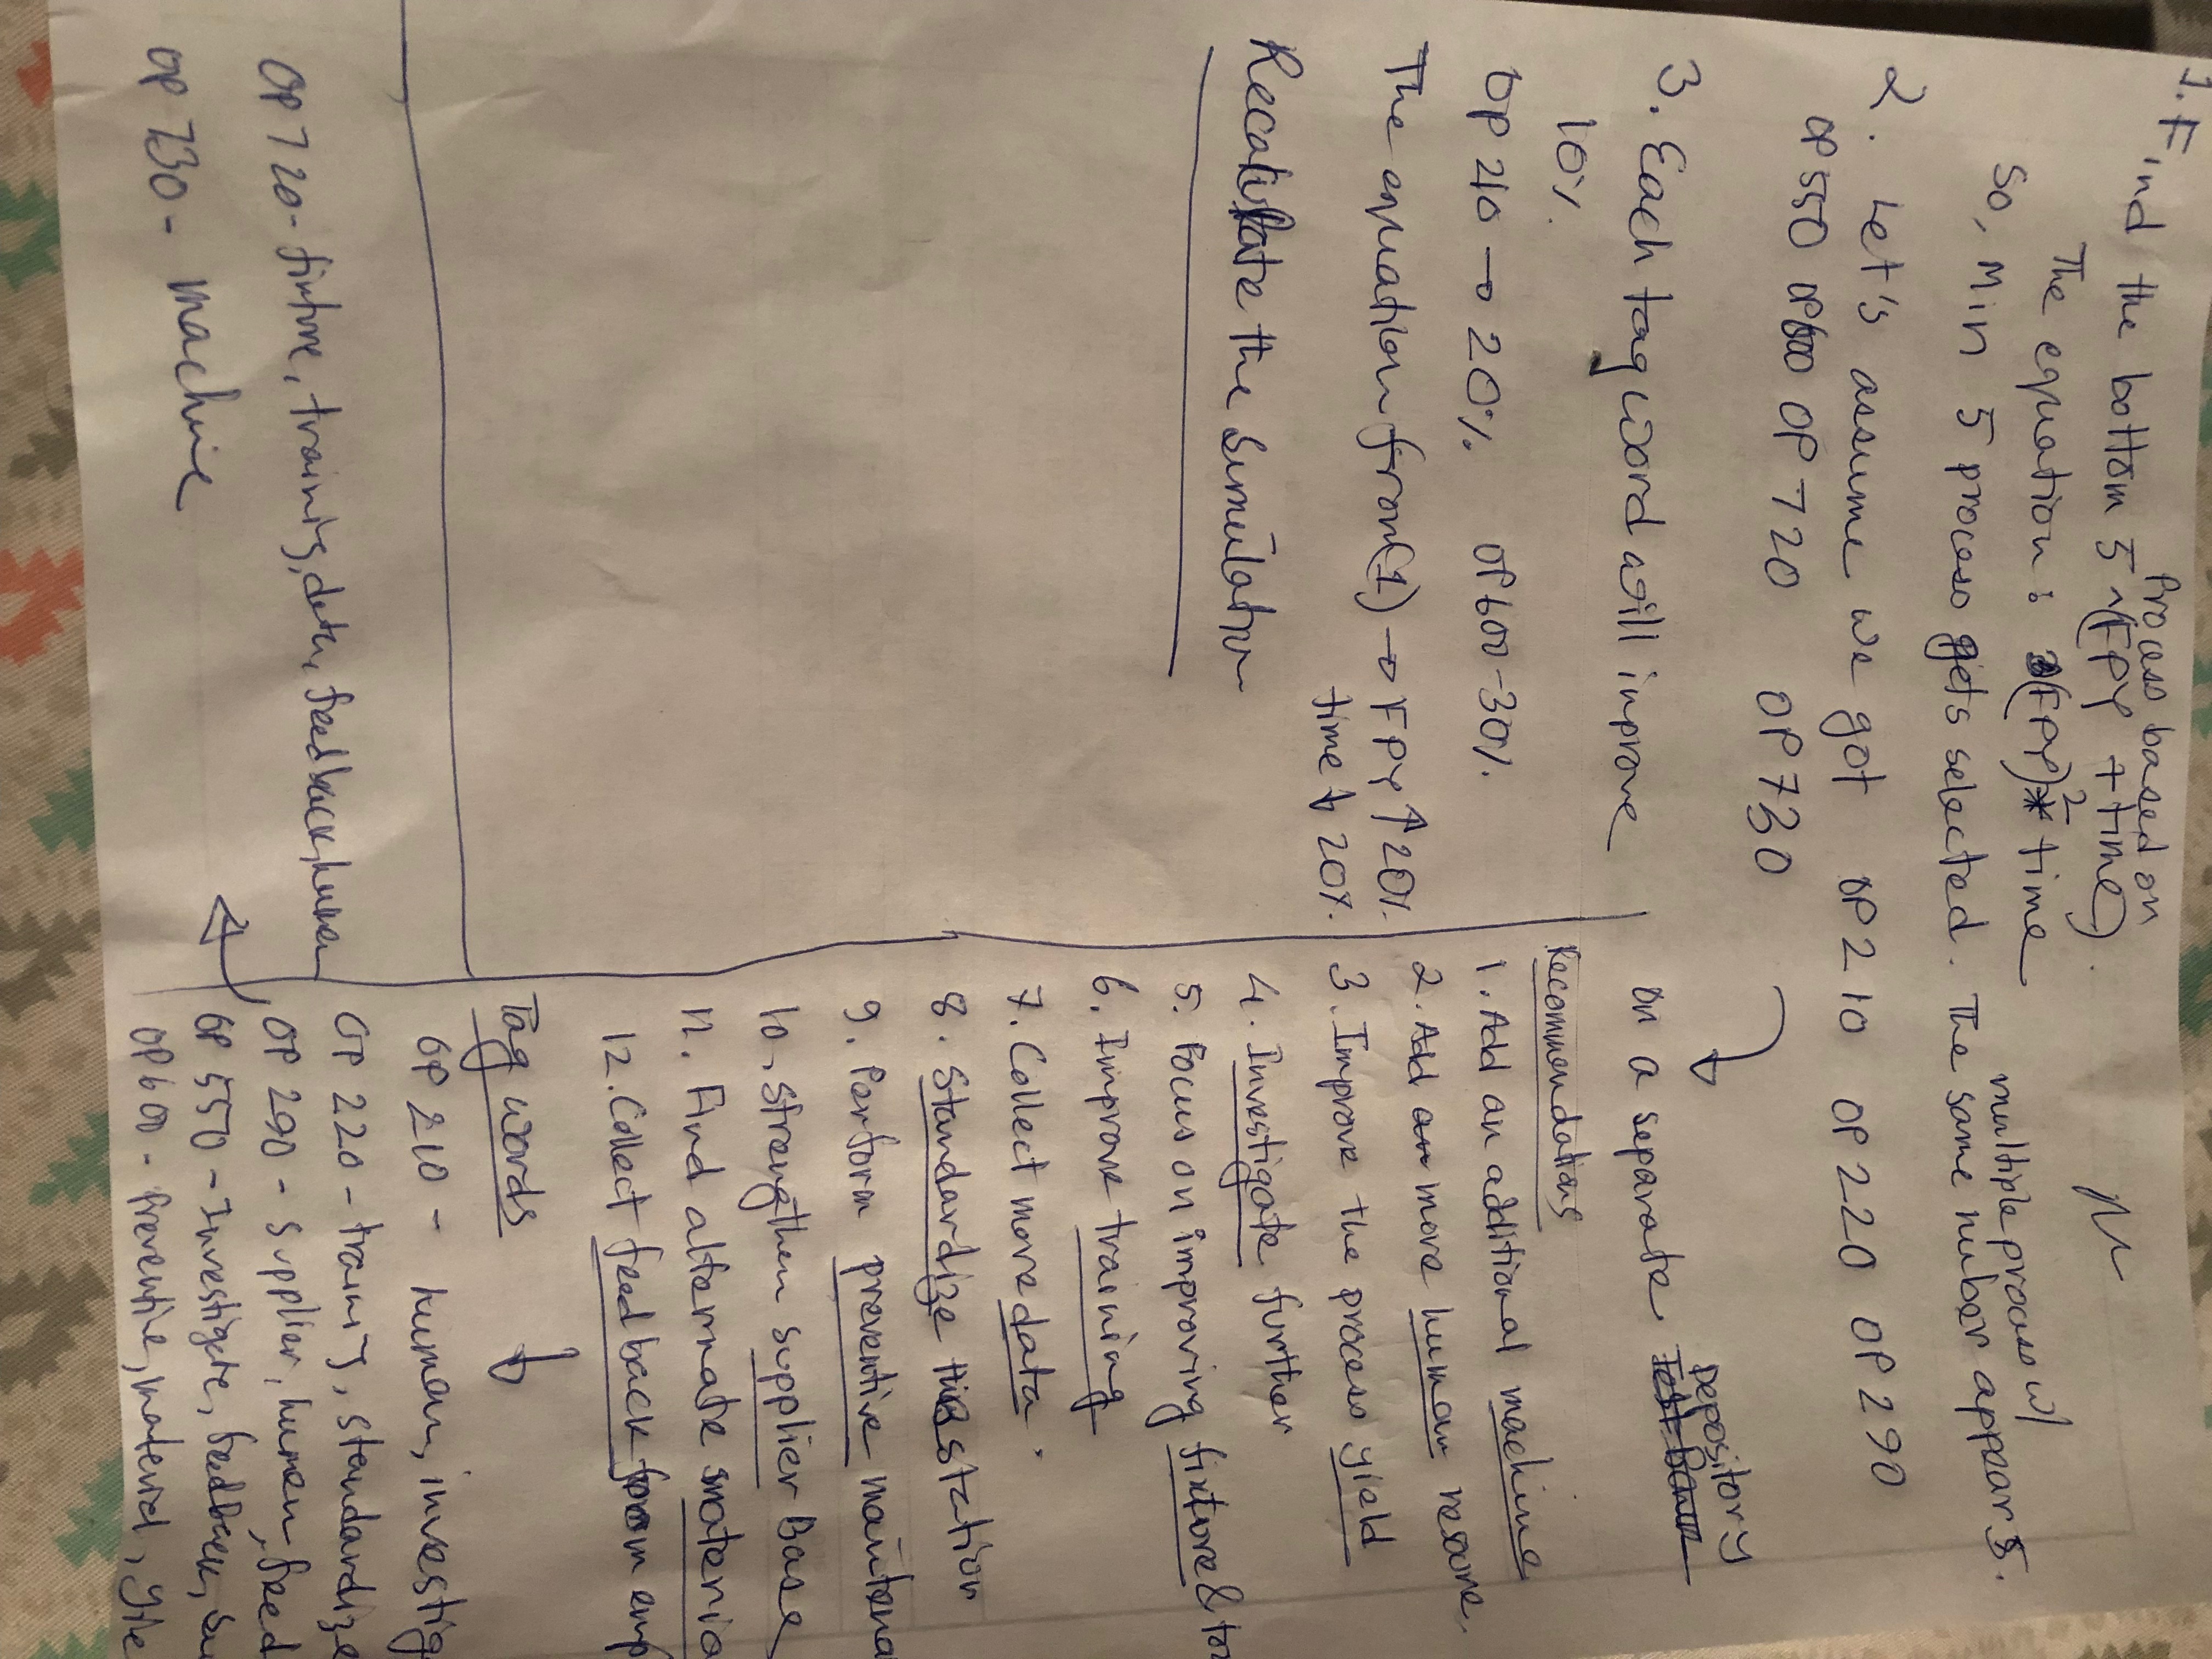 1. Find the bottom 5 ^ Process based on (FPY + time).
The equation : (FPY)²* time
So, Min 5 process gets selected. The multiple process w/ same nuber appears.
2. Let's assume we got OP 210 OP 220 OP 290
OP 550 OP 600 OP 720 OP 730
on a separate Depository
3. Each tag word will inprove
10%.
OP 210 → 20%. OP 600 - 30%.
The equation from (1) → FPY ↑ 20%.
time ↓ 20%.
Recalculate the simulation
Recommendations
1. Add an additional machine
2. Add more human resource.
3. Improve the process yield
4. Investigate further
5. Focus on improving fixture & too
6. Improve training
7. Collect more data.
8. Standardize this station
9. Perform preventive maintena
10. Strengthen supplier Base
11. Find alternate materia
12. Collect feedback from emp
Tag words
OP 210 - human, investig
OP 220 - training, standardize
OP 290 - supplier, human, feed
OP 550 - Investigate, feedback, su
OP 600 - Preventive, material, yie
OP 720 - fixture, training, data, feedback, human
OP 730 - machine